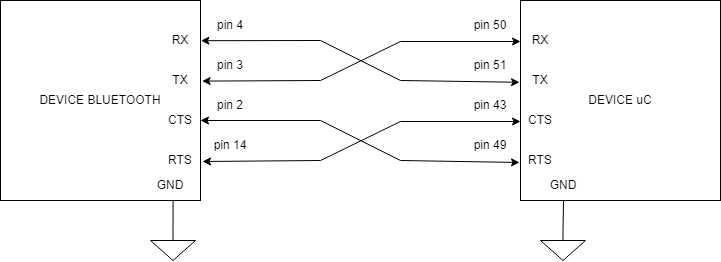 pin 4
pin 50
RX
RX
pin 3
pin 51
TX
TX
DEVICE BLUETOOTH
DEVICE uC
pin 2
pin 43
CTS
CTS
pin 14
pin 49
RTS
RTS
GND
GND